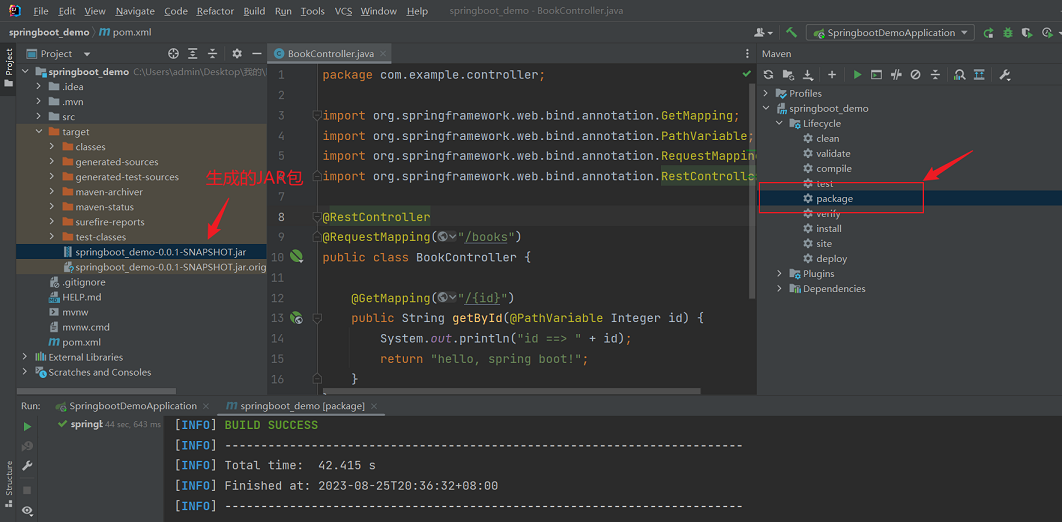 File Edit View Navigate Code Refactor Build Run Tools VCS Window Help springboot_demo - BookController.java
springboot_demo pom.xml
SpringbootDemoApplication
Project
Project
springboot_demo C:\Users\admin\Desktop\我的\
.idea
.mvn
src
target
classes
generated-sources
generated-test-sources
maven-archiver
maven-status
surefire-reports
test-classes
springboot_demo-0.0.1-SNAPSHOT.jar
springboot_demo-0.0.1-SNAPSHOT.jar.orig
.gitignore
HELP.md
mvnw
mvnw.cmd
pom.xml
External Libraries
Scratches and Consoles
生成的JAR包
BookController.java
1 package com.example.controller;
2
3 import org.springframework.web.bind.annotation.GetMapping;
4 import org.springframework.web.bind.annotation.PathVariable;
5 import org.springframework.web.bind.annotation.RequestMapping
6 import org.springframework.web.bind.annotation.RestControlle
7
8 @RestController
9 @RequestMapping("/books")
10 public class BookController {
11
12 @GetMapping("/{id}")
13 public String getById(@PathVariable Integer id) {
14 System.out.println("id ==> " + id);
15 return "hello, spring boot!";
16 }
Maven
Profiles
springboot_demo
Lifecycle
clean
validate
compile
test
package
verify
install
site
deploy
Plugins
Dependencies
Run: SpringbootDemoApplication springboot_demo [package]
springl 44 sec, 643 ms
[INFO] BUILD SUCCESS
[INFO] ------------------------------------------------------------------------
[INFO] Total time: 42.415 s
[INFO] Finished at: 2023-08-25T20:36:32+08:00
[INFO] ------------------------------------------------------------------------
Structure